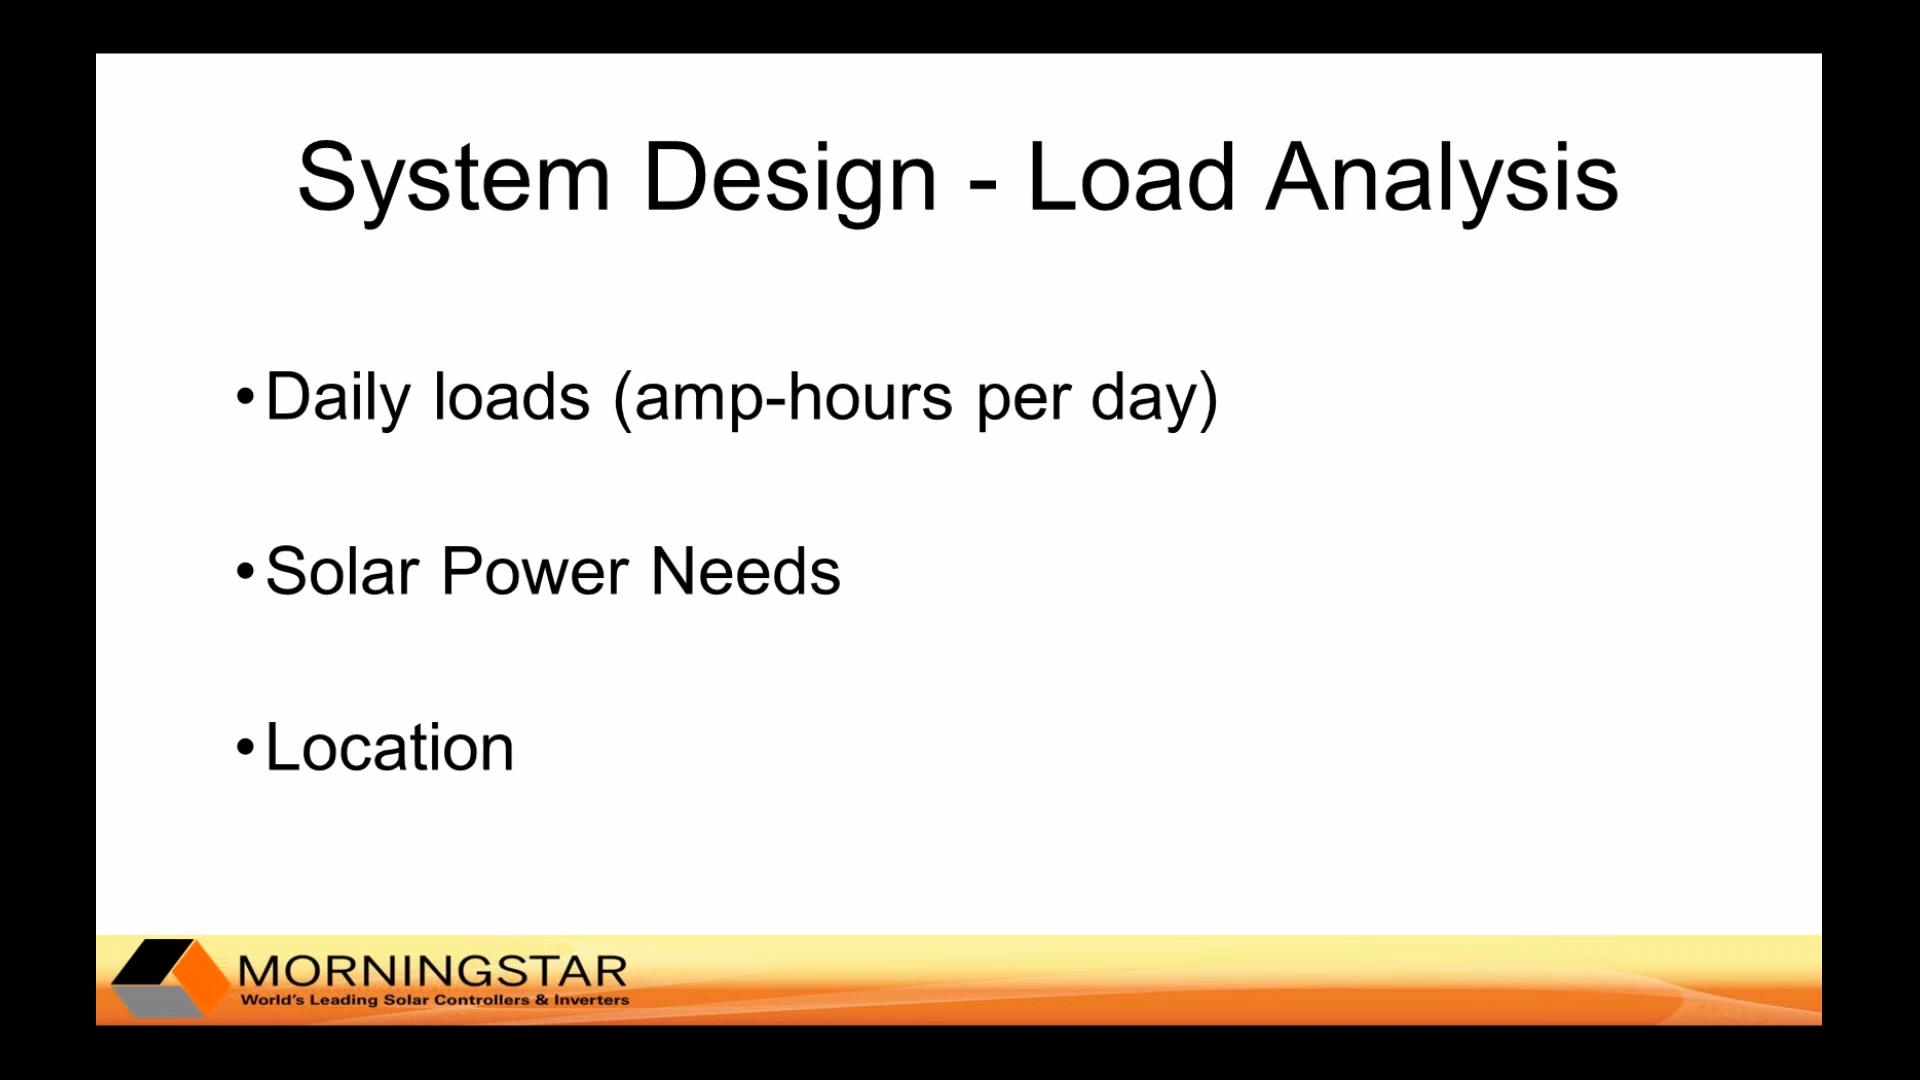 System Design - Load Analysis
• Daily loads (amp-hours per day)
• Solar Power Needs
• Location
MORNINGSTAR
World's Leading Solar Controllers & Inverters